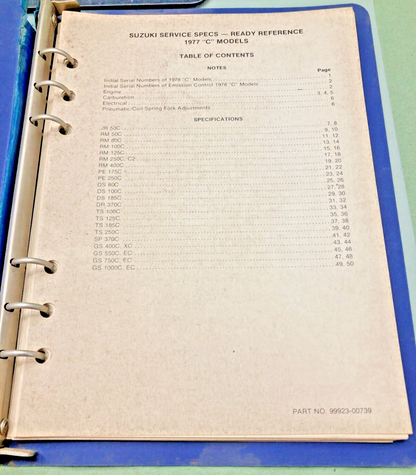 SUZUKI SERVICE SPECS — READY REFERENCE
1977 "C" MODELS
TABLE OF CONTENTS
NOTES
Page
Initial Serial Numbers of 1978 "C" Models 1
Initial Serial Numbers of Emission Control 1978 "C" Models 2
Engine 2
Carburetion 3, 4, 5
Electrical 6
Pneumatic/Coil Spring Fork Adjustments 6
SPECIFICATIONS
JR 50C 7, 8
RM 50C 9, 10
RM 80C 11, 12
RM 100C 13, 14
RM 125C 15, 16
RM 250C, C2 17, 18
RM 400C 19, 20
PE 175C 21, 22
PE 250C 23, 24
DS 80C 25, 26
DS 100C 27, 28
DS 185C 29, 30
DR 370C 31, 32
TS 100C 33, 34
TS 125C 35, 36
TS 185C 37, 38
TS 250C 39, 40
SP 370C 41, 42
GS 400C, XC 43, 44
GS 550C, EC 45, 46
GS 750C, EC 47, 48
GS 1000C, EC 49, 50
PART NO. 99923-00739